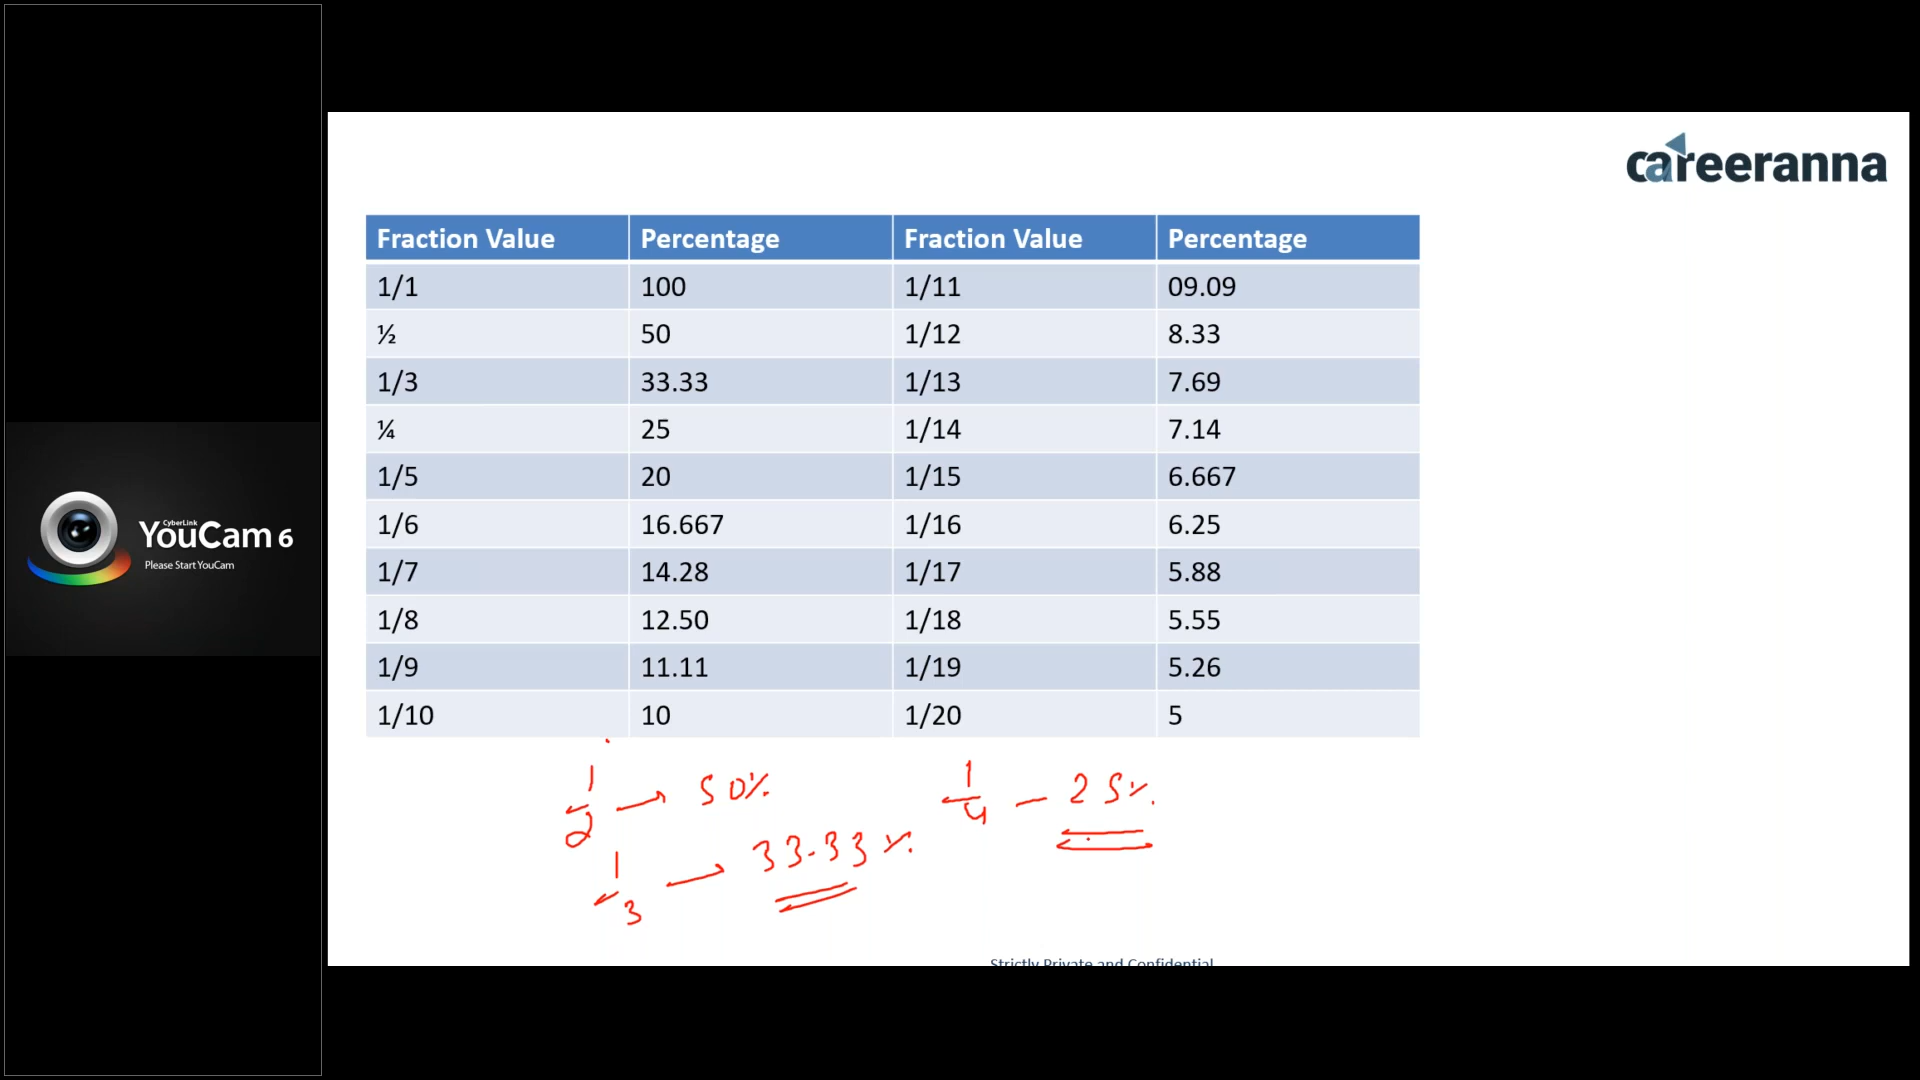 careeranna
Fraction Value Percentage Fraction Value Percentage
1/1 100 1/11 09.09
½ 50 1/12 8.33
1/3 33.33 1/13 7.69
¼ 25 1/14 7.14
1/5 20 1/15 6.667
1/6 16.667 1/16 6.25
1/7 14.28 1/17 5.88
1/8 12.50 1/18 5.55
1/9 11.11 1/19 5.26
1/10 10 1/20 5
CyberLink
YouCam 6
Please Start YouCam
1/2 → 50% 1/4 — 25%
1/3 → 33.33%
Strictly Private and Confidential